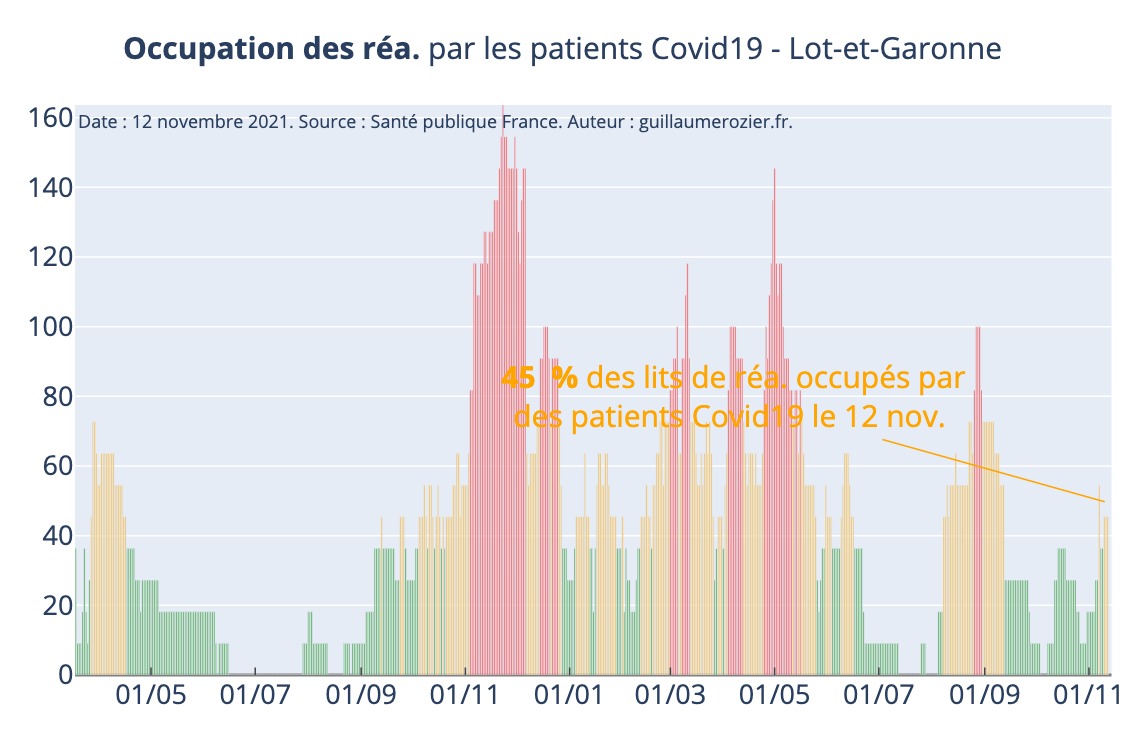 Occupation des réa. par les patients Covid19 - Lot-et-Garonne
160
Date : 12 novembre 2021. Source : Santé publique France. Auteur : guillaumerozier.fr.
140
120
100
45 % des lits de réa. occupés par
80
des patients Covid19 le 12 nov.
60
40
20
0
01/05 01/07 01/09 01/11 01/01 01/03 01/05 01/07 01/09 01/11